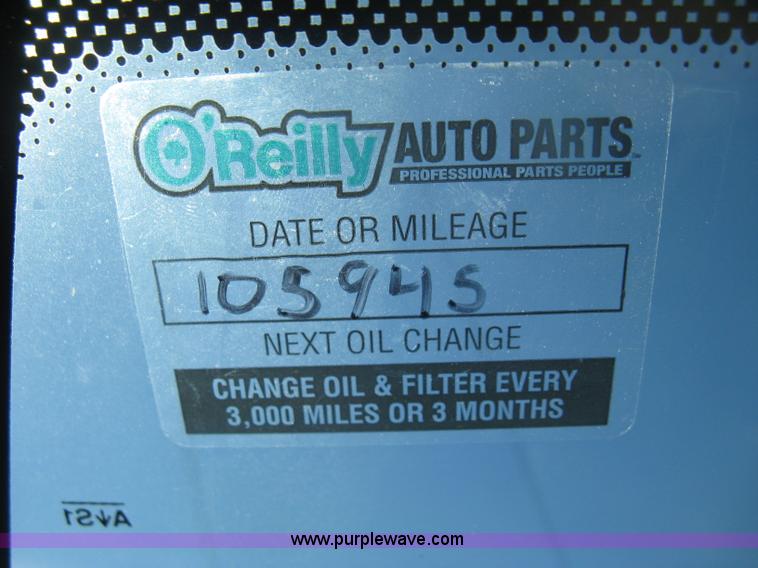 O'Reilly AUTO PARTS
PROFESSIONAL PARTS PEOPLE
DATE OR MILEAGE
105945
NEXT OIL CHANGE
CHANGE OIL & FILTER EVERY
3,000 MILES OR 3 MONTHS
AS1
www.purplewave.com